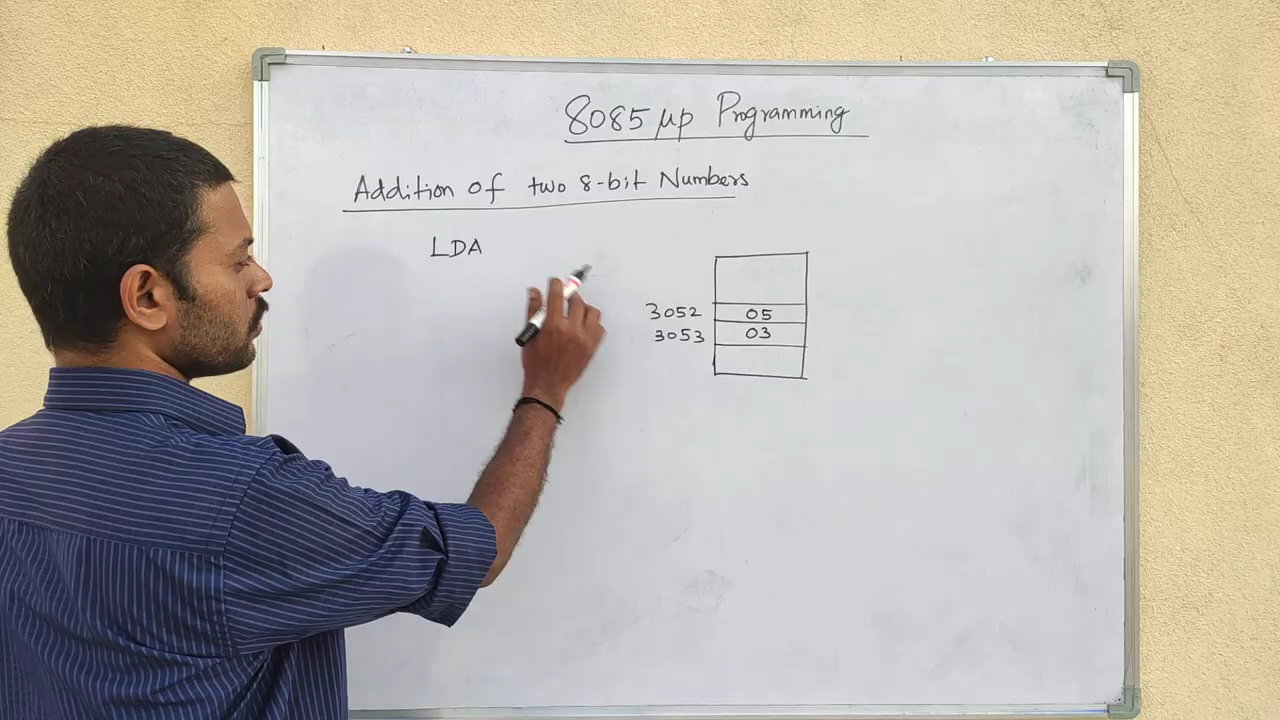 8085 μp Programming
Addition of two 8-bit Numbers
LDA
3052 05
3053 03